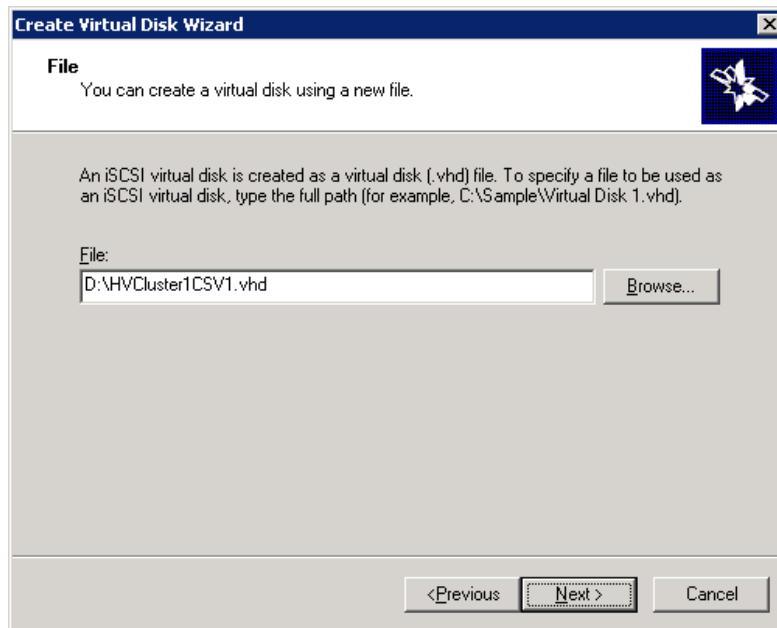 Create Virtual Disk Wizard
File
You can create a virtual disk using a new file.
An iSCSI virtual disk is created as a virtual disk (.vhd) file. To specify a file to be used as
an iSCSI virtual disk, type the full path (for example, C:\Sample\Virtual Disk 1.vhd).
File:
D:\HVCluster1CSV1.vhd
Browse...
<Previous
Next >
Cancel